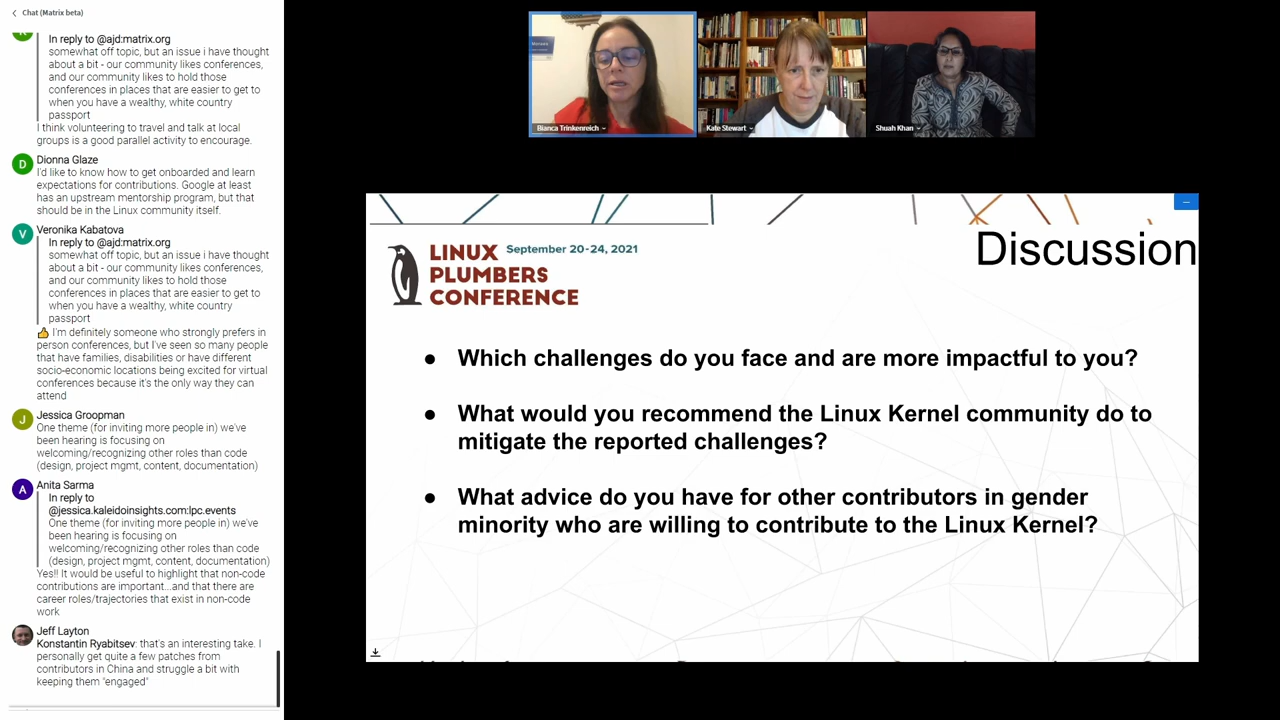 Chat (Matrix beta)
In reply to @ajd:matrix.org
somewhat off topic, but an issue i have thought
about a bit - our community likes conferences,
and our community likes to hold those
conferences in places that are easier to get to
when you have a wealthy, white country
passport
I think volunteering to travel and talk at local
groups is a good parallel activity to encourage.
D
Dionna Glaze
I'd like to know how to get onboarded and learn
expectations for contributions. Google at least
has an upstream mentorship program, but that
should be in the Linux community itself.
V
Veronika Kabatova
In reply to @ajd:matrix.org
somewhat off topic, but an issue i have thought
about a bit - our community likes conferences,
and our community likes to hold those
conferences in places that are easier to get to
when you have a wealthy, white country
passport
👍 I'm definitely someone who strongly prefers in
person conferences, but I've seen so many people
that have families, disabilities or have different
socio-economic locations being excited for virtual
conferences because it's the only way they can
attend
J
Jessica Groopman
One theme (for inviting more people in) we've
been hearing is focusing on
welcoming/recognizing other roles than code
(design, project mgmt, content, documentation)
A
Anita Sarma
In reply to
@jessica.kaleidoinsights.com:lpc.events
One theme (for inviting more people in) we've
been hearing is focusing on
welcoming/recognizing other roles than code
(design, project mgmt, content, documentation)
Yes!! It would be useful to highlight that non-code
contributions are important...and that there are
career roles/trajectories that exist in non-code
work
Jeff Layton
Konstantin Ryabitsev: that's an interesting take. I
personally get quite a few patches from
contributors in China and struggle a bit with
keeping them "engaged"
Bianca Trinkenreich
Kate Stewart
Shuah Khan
LINUX
PLUMBERS
CONFERENCE
September 20-24, 2021
Discussion
● Which challenges do you face and are more impactful to you?
● What would you recommend the Linux Kernel community do to
mitigate the reported challenges?
● What advice do you have for other contributors in gender
minority who are willing to contribute to the Linux Kernel?